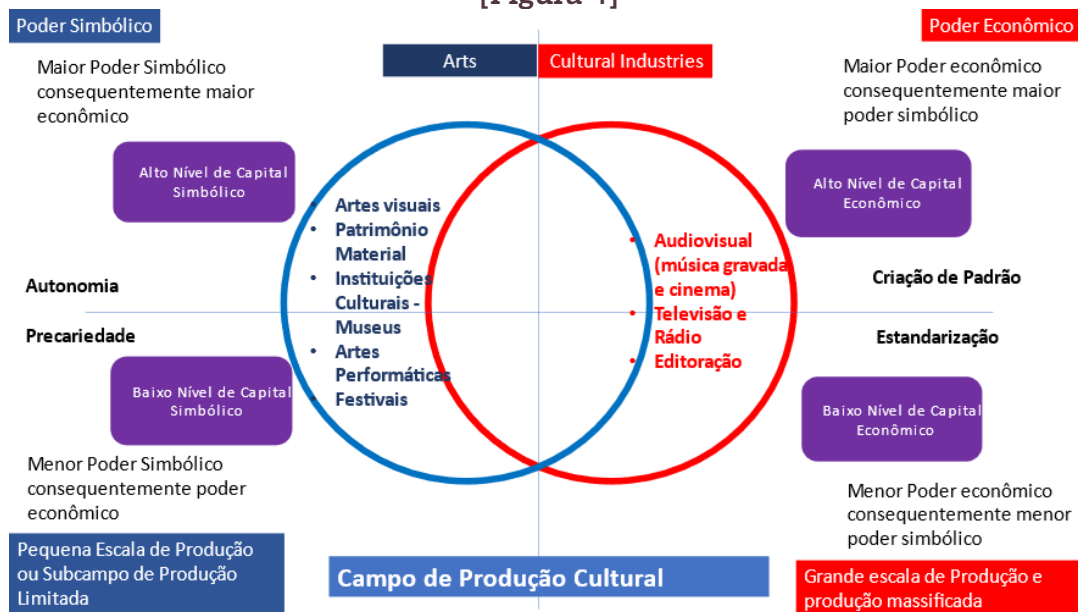 [Figura 4]
Poder Simbólico
Poder Econômico
Arts
Cultural Industries
Maior Poder Simbólico
consequentemente maior
econômico
Maior Poder econômico
consequentemente maior
poder simbólico
Alto Nível de Capital
Simbólico
Alto Nível de Capital
Econômico
• Artes visuais
• Patrimônio
Material
• Instituições
Culturais -
Museus
• Artes
Performáticas
• Festivais
• Audiovisual
(música gravada
e cinema)
• Televisão e
Rádio
• Editoração
Autonomia
Criação de Padrão
Precariedade
Estandarização
Baixo Nível de Capital
Simbólico
Baixo Nível de Capital
Econômico
Menor Poder Simbólico
consequentemente poder
econômico
Menor Poder econômico
consequentemente menor
poder simbólico
Pequena Escala de Produção
ou Subcampo de Produção
Limitada
Campo de Produção Cultural
Grande escala de Produção e
produção massificada